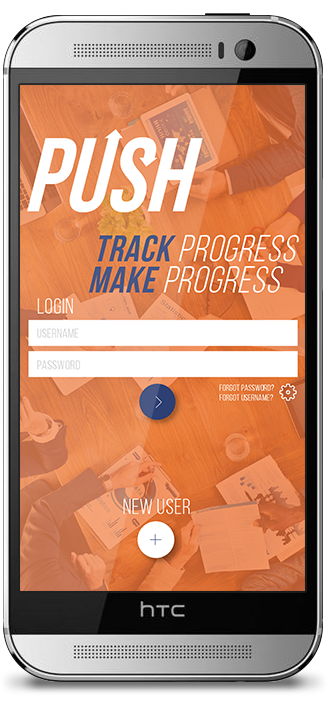 PUSH
TRACK PROGRESS
MAKE PROGRESS
LOGIN
USERNAME
PASSWORD
FORGOT PASSWORD?
FORGOT USERNAME?
NEW USER
hTC